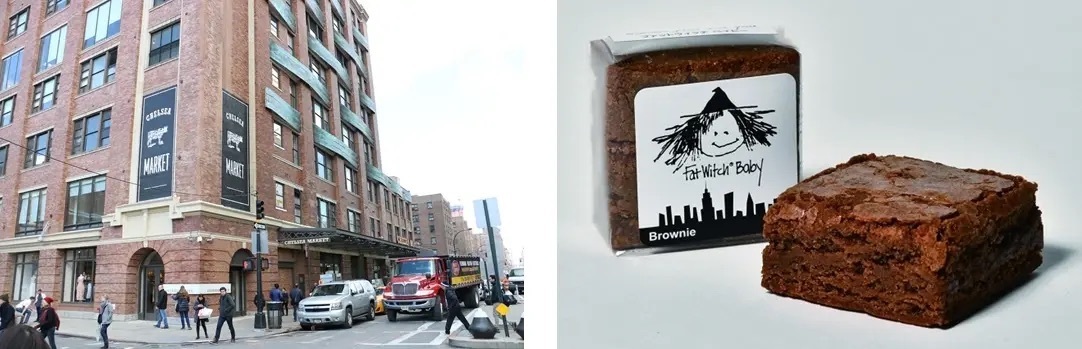 CHELSEA
MARKET
CHELSEA
MARKET
CHELSEA MARKET
Fat Witch® Baby
Brownie